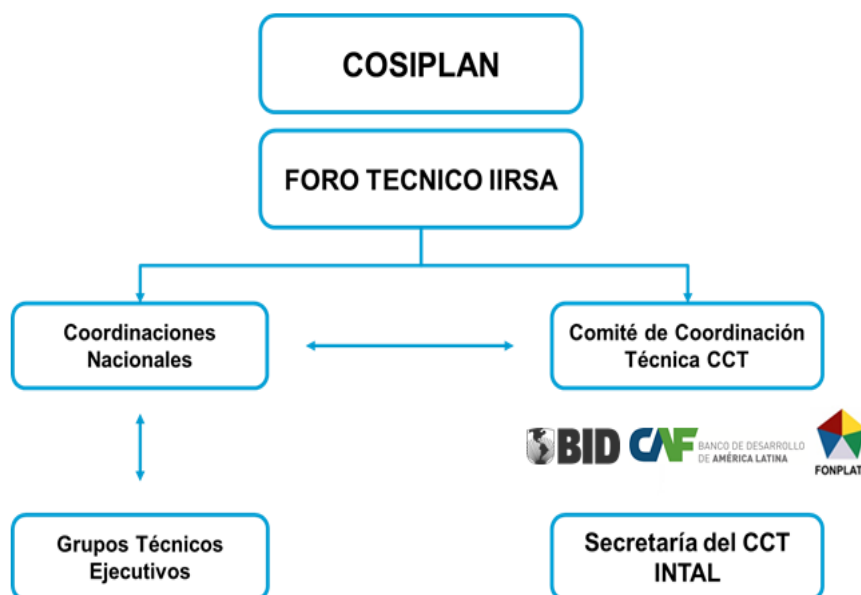 COSIPLAN
FORO TECNICO IIRSA
Coordinaciones
Nacionales
Comité de Coordinación
Técnica CCT
BID
CAF
BANCO DE DESARROLLO
DE AMÉRICA LATINA
FONPLATA
Grupos Técnicos
Ejecutivos
Secretaría del CCT
INTAL